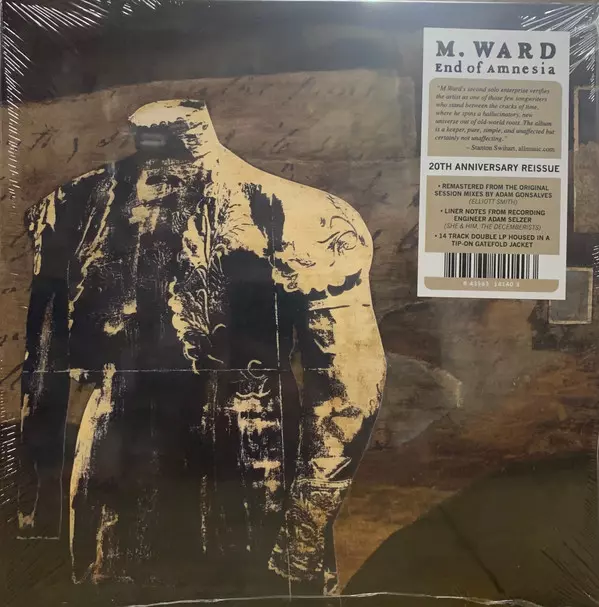 M. WARD
End of Amnesia
"M Ward's second solo enterprise verifies
the artist as one of those few songwriters
who stand between the cracks of time,
where he spins a hallucinatory, new
universe out of old-world roots. The album
is a keeper, pure, simple, and unaffected but
certainly not unaffecting."
– Stanton Swihart, allmusic.com
20TH ANNIVERSARY REISSUE
• REMASTERED FROM THE ORIGINAL
SESSION MIXES BY ADAM GONSALVES
(ELLIOTT SMITH)
• LINER NOTES FROM RECORDING
ENGINEER ADAM SELZER
(SHE & HIM, THE DECEMBERISTS)
• 14 TRACK DOUBLE LP HOUSED IN A
TIP-ON GATEFOLD JACKET